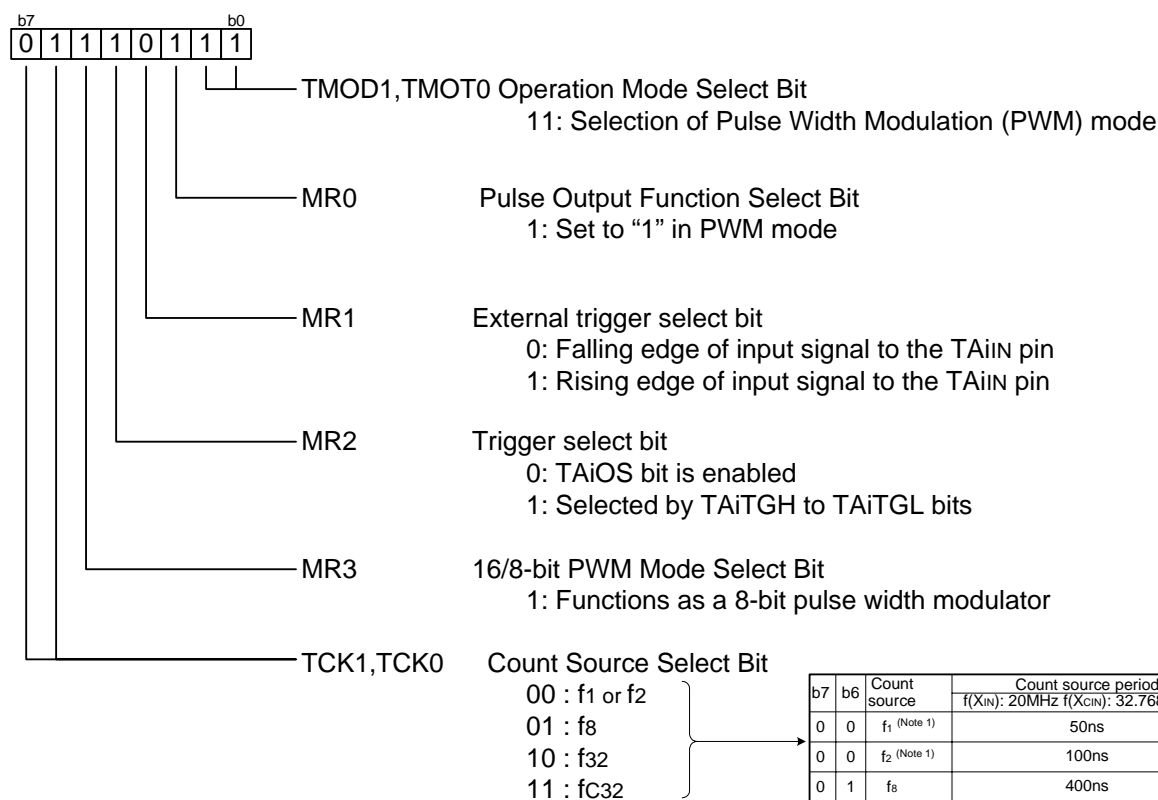 b7 b0
0 1 1 1 0 1 1 1
TMOD1,TMOT0 Operation Mode Select Bit
11: Selection of Pulse Width Modulation (PWM) mode
MR0 Pulse Output Function Select Bit
1: Set to “1” in PWM mode
MR1 External trigger select bit
0: Falling edge of input signal to the TAiIN pin
1: Rising edge of input signal to the TAiIN pin
MR2 Trigger select bit
0: TAiOS bit is enabled
1: Selected by TAiTGH to TAiTGL bits
MR3 16/8-bit PWM Mode Select Bit
1: Functions as a 8-bit pulse width modulator
TCK1,TCK0 Count Source Select Bit
00 : f1 or f2
01 : f8
10 : f32
11 : fC32
b7 b6 Count source Count source period
f(XIN): 20MHz f(XCIN): 32.768
0 0 f1 (Note 1) 50ns
0 0 f2 (Note 1) 100ns
0 1 f8 400ns